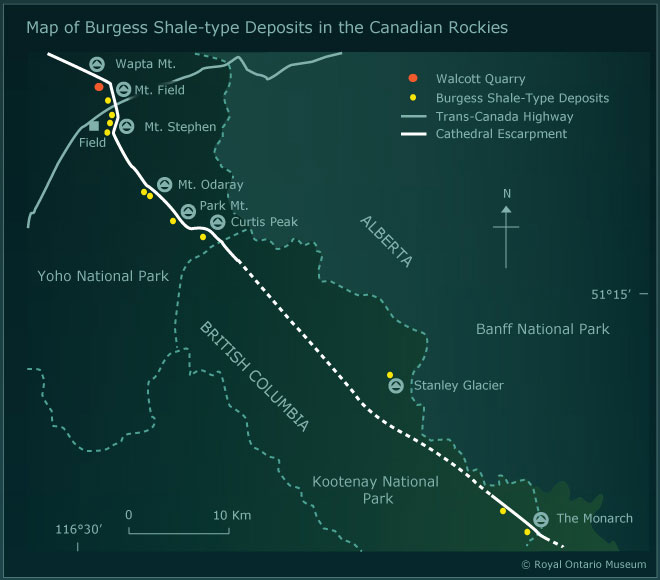 Map of Burgess Shale-type Deposits in the Canadian Rockies
Wapta Mt.
Mt. Field
Mt. Stephen
Field
Walcott Quarry
Burgess Shale-Type Deposits
Trans-Canada Highway
Cathedral Escarpment
Mt. Odaray
Park Mt.
Curtis Peak
N
ALBERTA
Yoho National Park
51°15′
BRITISH COLUMBIA
Banff National Park
Stanley Glacier
Kootenay National
Park
0 10 Km
116°30′
The Monarch
© Royal Ontario Museum